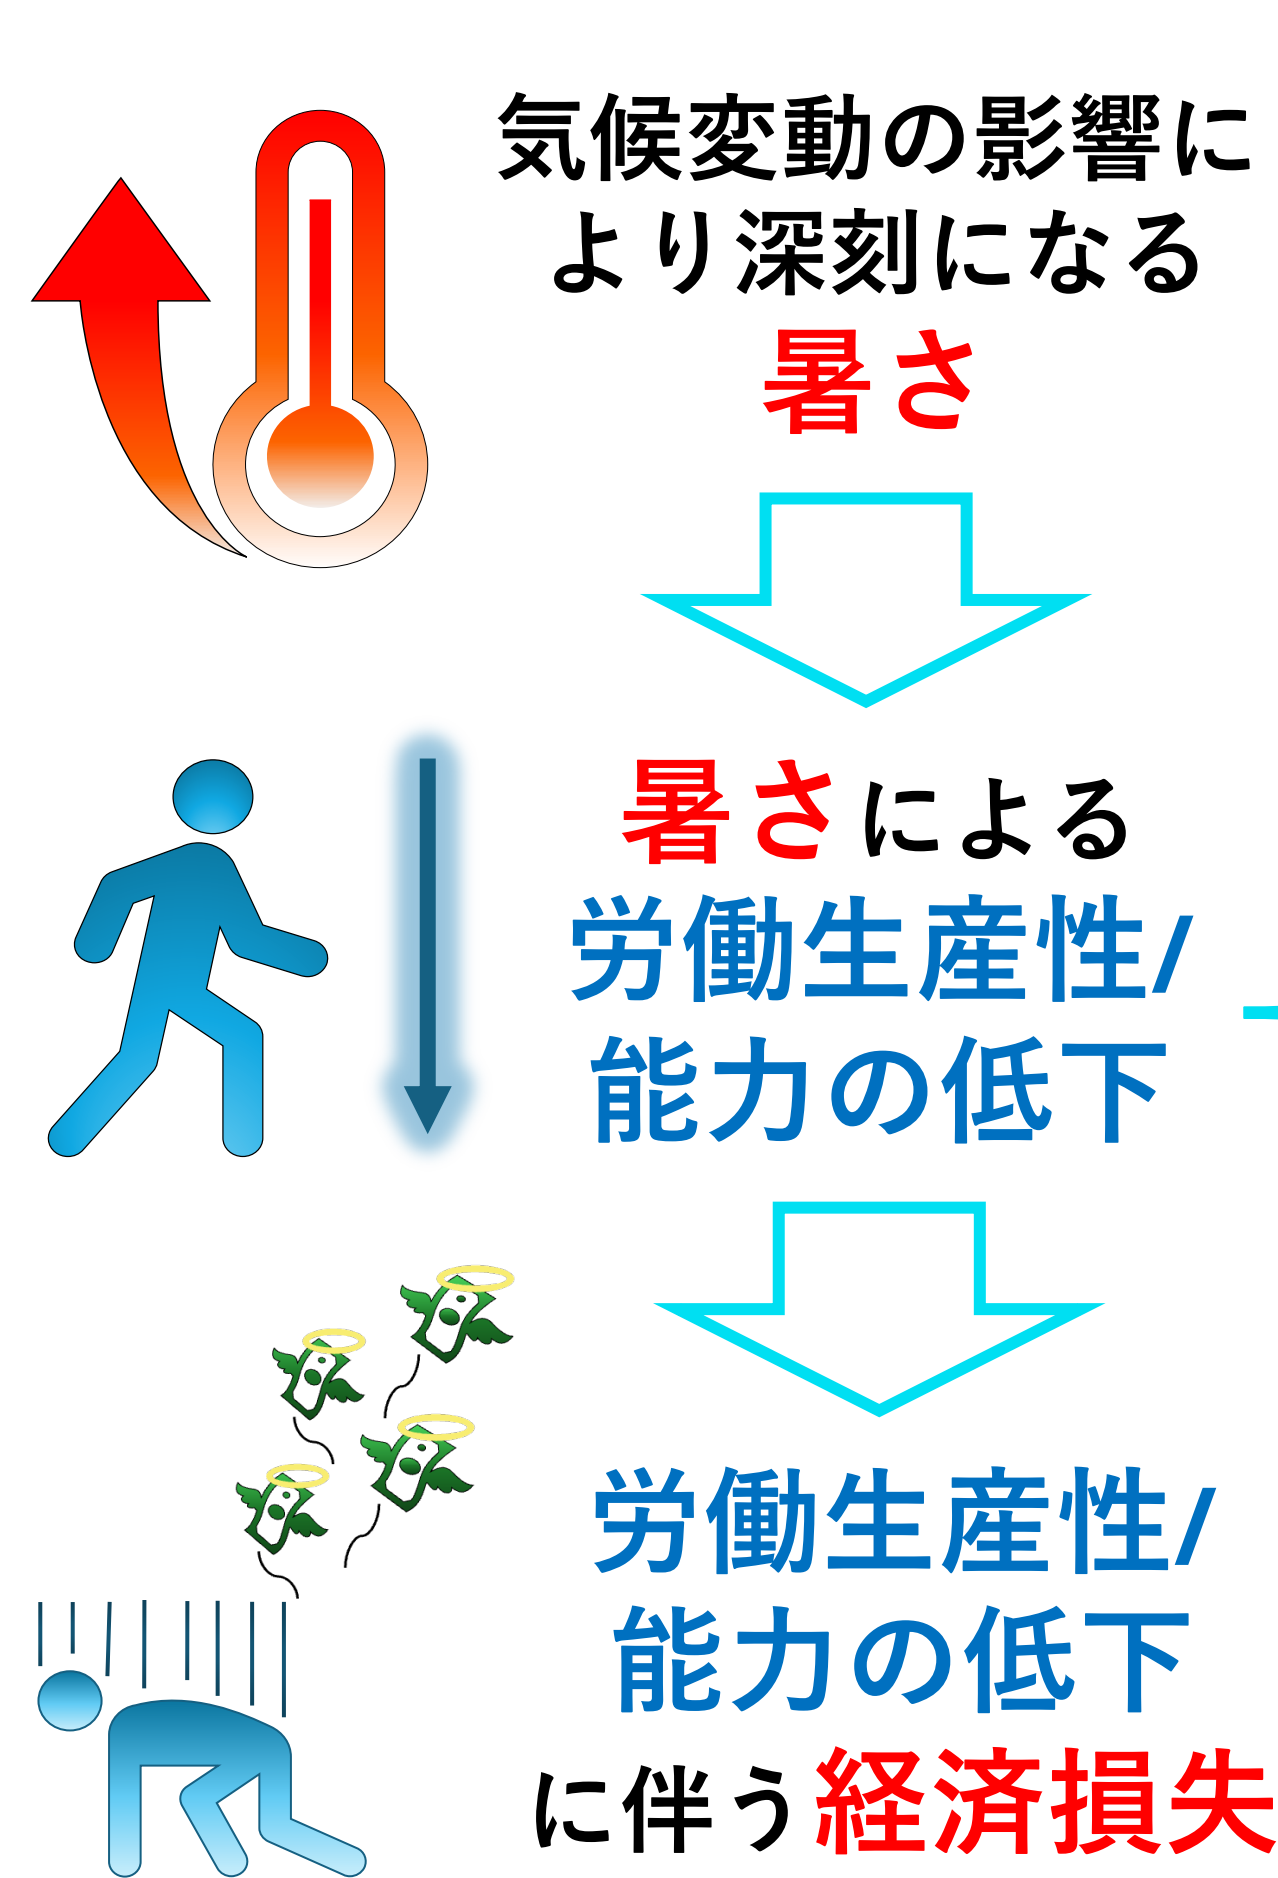 気候変動の影響に
より深刻になる
暑さ
暑さによる
労働生産性/
能力の低下
労働生産性/
能力の低下
に伴う経済損失